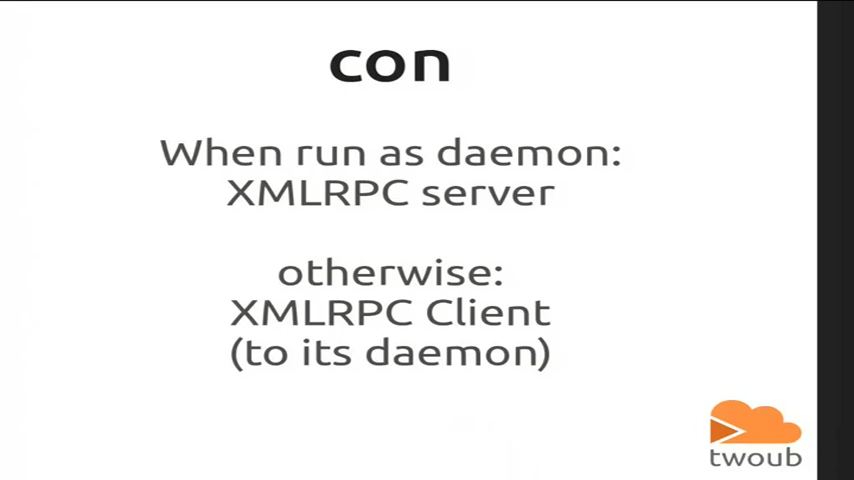 con
When run as daemon:
XMLRPC server
otherwise:
XMLRPC Client
(to its daemon)
twoub